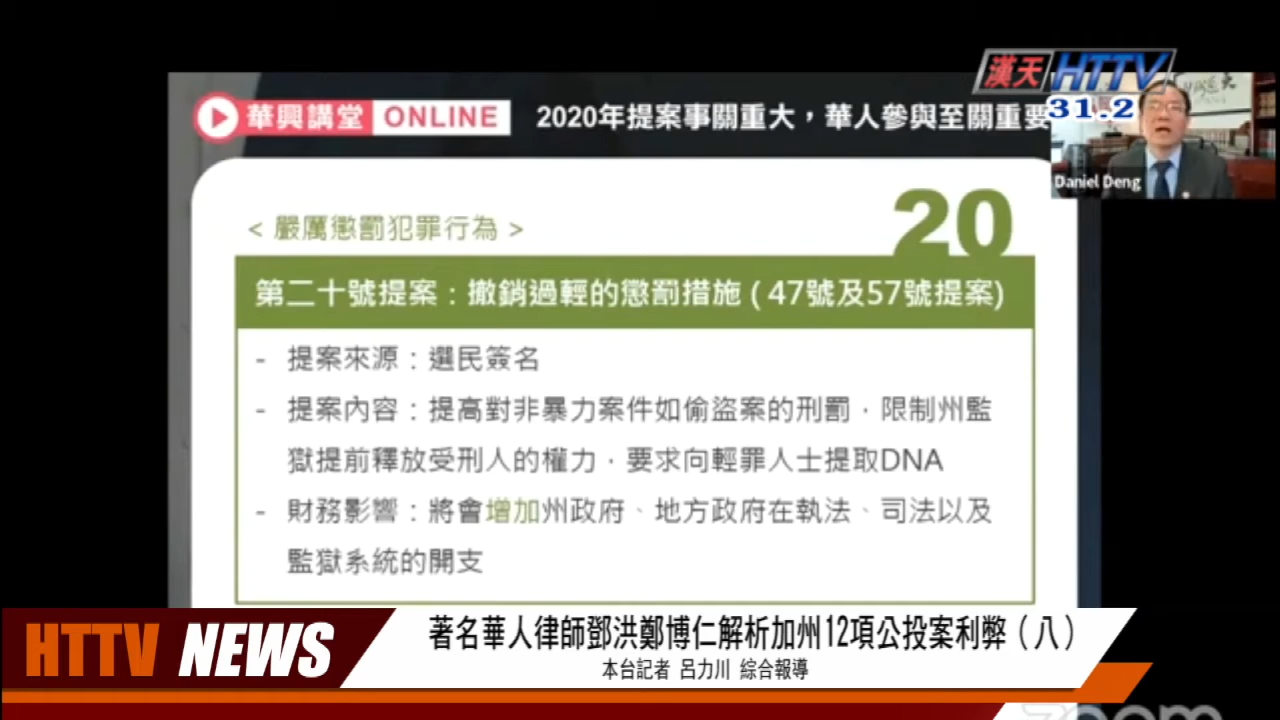 漢天 HTTV
31.2
華興講堂 ONLINE
2020年提案事關重大，華人參與至關重要
Daniel Deng
< 嚴厲懲罰犯罪行為 >
20
第二十號提案：撤銷過輕的懲罰措施 (47號及57號提案)
- 提案來源：選民簽名
- 提案內容：提高對非暴力案件如偷盜案的刑罰，限制州監
獄提前釋放受刑人的權力，要求向輕罪人士提取DNA
- 財務影響：將會增加州政府、地方政府在執法、司法以及
監獄系統的開支
HTTV NEWS
著名華人律師鄧洪鄭博仁解析加州12項公投案利弊（八）
本台記者 呂力川 綜合報導
zoom